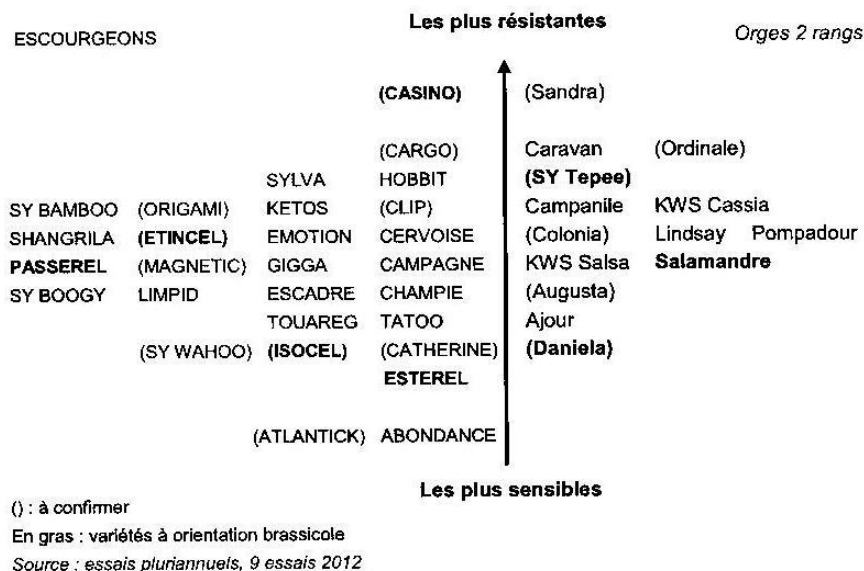 Les plus résistantes
ESCOURGEONS Orges 2 rangs
(CASINO) (Sandra)
(CARGO) Caravan (Ordinale)
SYLVA HOBBIT (SY Tepee)
SY BAMBOO (ORIGAMI) KETOS (CLIP) Campanile KWS Cassia
SHANGRILA (ETINCEL) EMOTION CERVOISE (Colonia) Lindsay Pompadour
PASSEREL (MAGNETIC) GIGGA CAMPAGNE KWS Salsa Salamandre
SY BOOGY LIMPID ESCADRE CHAMPIE (Augusta)
TOUAREG TATOO Ajour
(SY WAHOO) (ISOCEL) (CATHERINE) (Daniela)
ESTEREL
(ATLANTICK) ABONDANCE
Les plus sensibles
() : à confirmer
En gras : variétés à orientation brassicole
Source : essais pluriannuels, 9 essais 2012